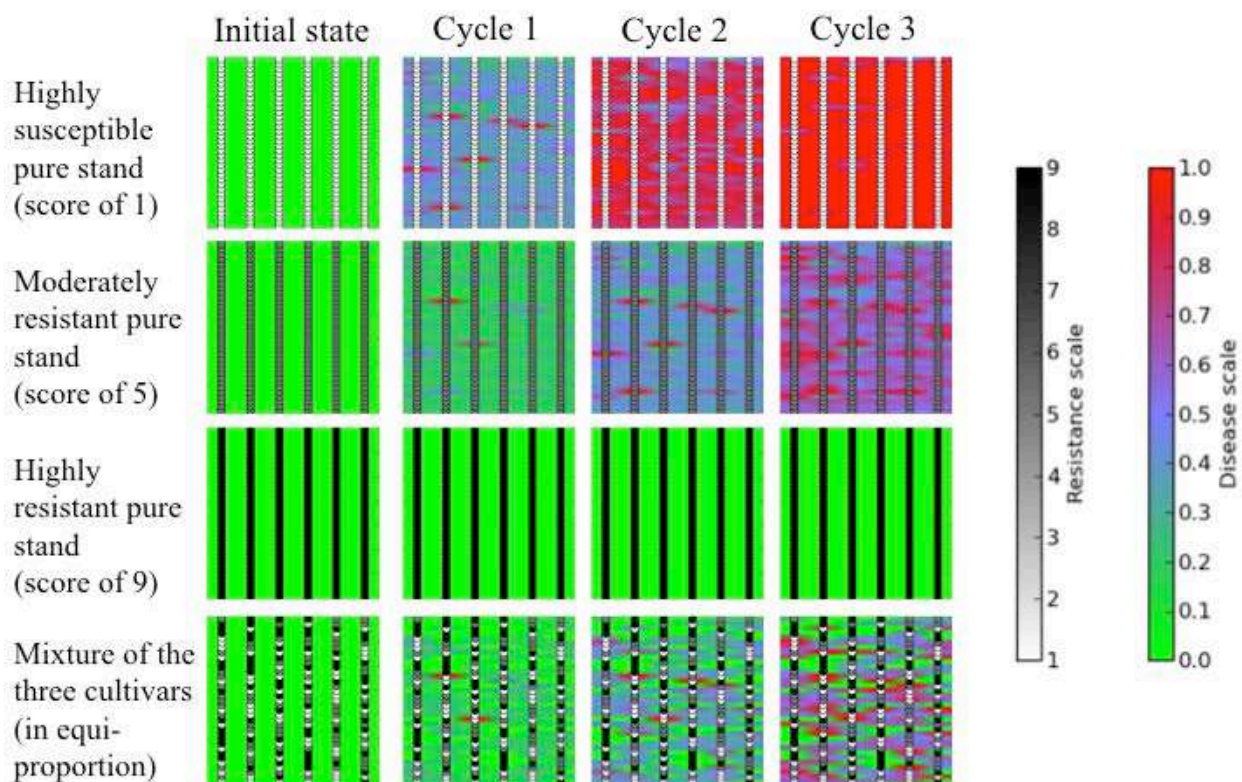 Initial state
Cycle 1
Cycle 2
Cycle 3
Highly
susceptible
pure stand
(score of 1)
Moderately
resistant pure
stand
(score of 5)
Highly
resistant pure
stand
(score of 9)
Mixture of the
three cultivars
(in equi-
proportion)
9
8
7
6
5
4
3
2
1
Resistance scale
1.0
0.9
0.8
0.7
0.6
0.5
0.4
0.3
0.2
0.1
0.0
Disease scale